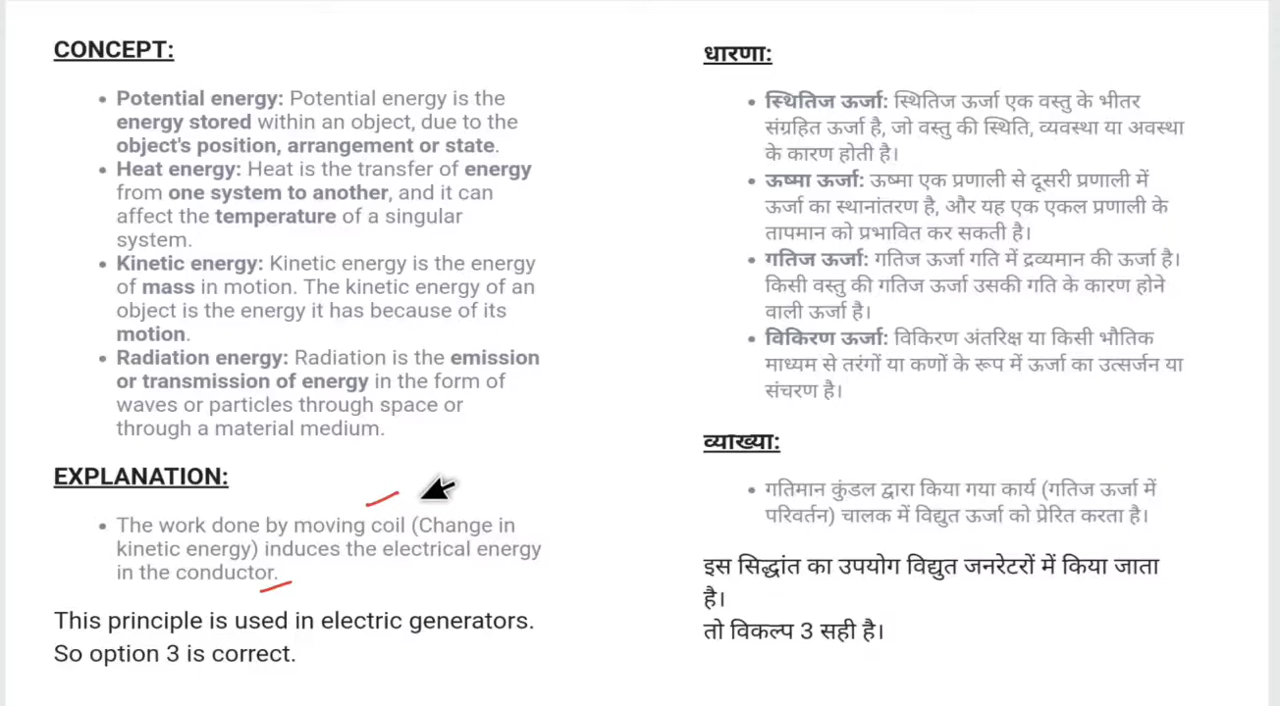 CONCEPT:
• Potential energy: Potential energy is the
energy stored within an object, due to the
object's position, arrangement or state.
• Heat energy: Heat is the transfer of energy
from one system to another, and it can
affect the temperature of a singular
system.
• Kinetic energy: Kinetic energy is the energy
of mass in motion. The kinetic energy of an
object is the energy it has because of its
motion.
• Radiation energy: Radiation is the emission
or transmission of energy in the form of
waves or particles through space or
through a material medium.
EXPLANATION:
• The work done by moving coil (Change in
kinetic energy) induces the electrical energy
in the conductor.
This principle is used in electric generators.
So option 3 is correct.
धारणा:
• स्थितिज ऊर्जा: स्थितिज ऊर्जा एक वस्तु के भीतर
संग्रहित ऊर्जा है, जो वस्तु की स्थिति, व्यवस्था या अवस्था
के कारण होती है।
• ऊष्मा ऊर्जा: ऊष्मा एक प्रणाली से दूसरी प्रणाली में
ऊर्जा का स्थानांतरण है, और यह एक एकल प्रणाली के
तापमान को प्रभावित कर सकती है।
• गतिज ऊर्जा: गतिज ऊर्जा गति में द्रव्यमान की ऊर्जा है।
किसी वस्तु की गतिज ऊर्जा उसकी गति के कारण होने
वाली ऊर्जा है।
• विकिरण ऊर्जा: विकिरण अंतरिक्ष या किसी भौतिक
माध्यम से तरंगों या कणों के रूप में ऊर्जा का उत्सर्जन या
संचरण है।
व्याख्या:
• गतिमान कुंडल द्वारा किया गया कार्य (गतिज ऊर्जा में
परिवर्तन) चालक में विद्युत ऊर्जा को प्रेरित करता है।
इस सिद्धांत का उपयोग विद्युत जनरेटरों में किया जाता
है।
तो विकल्प 3 सही है।